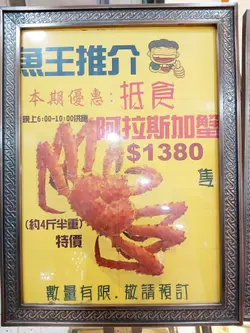 魚王推介
本期優惠:抵食
晚上6:00-10:00供應
阿拉斯加蟹
$1380
隻
(約4斤半重)
特價
數量有限.敬請預訂